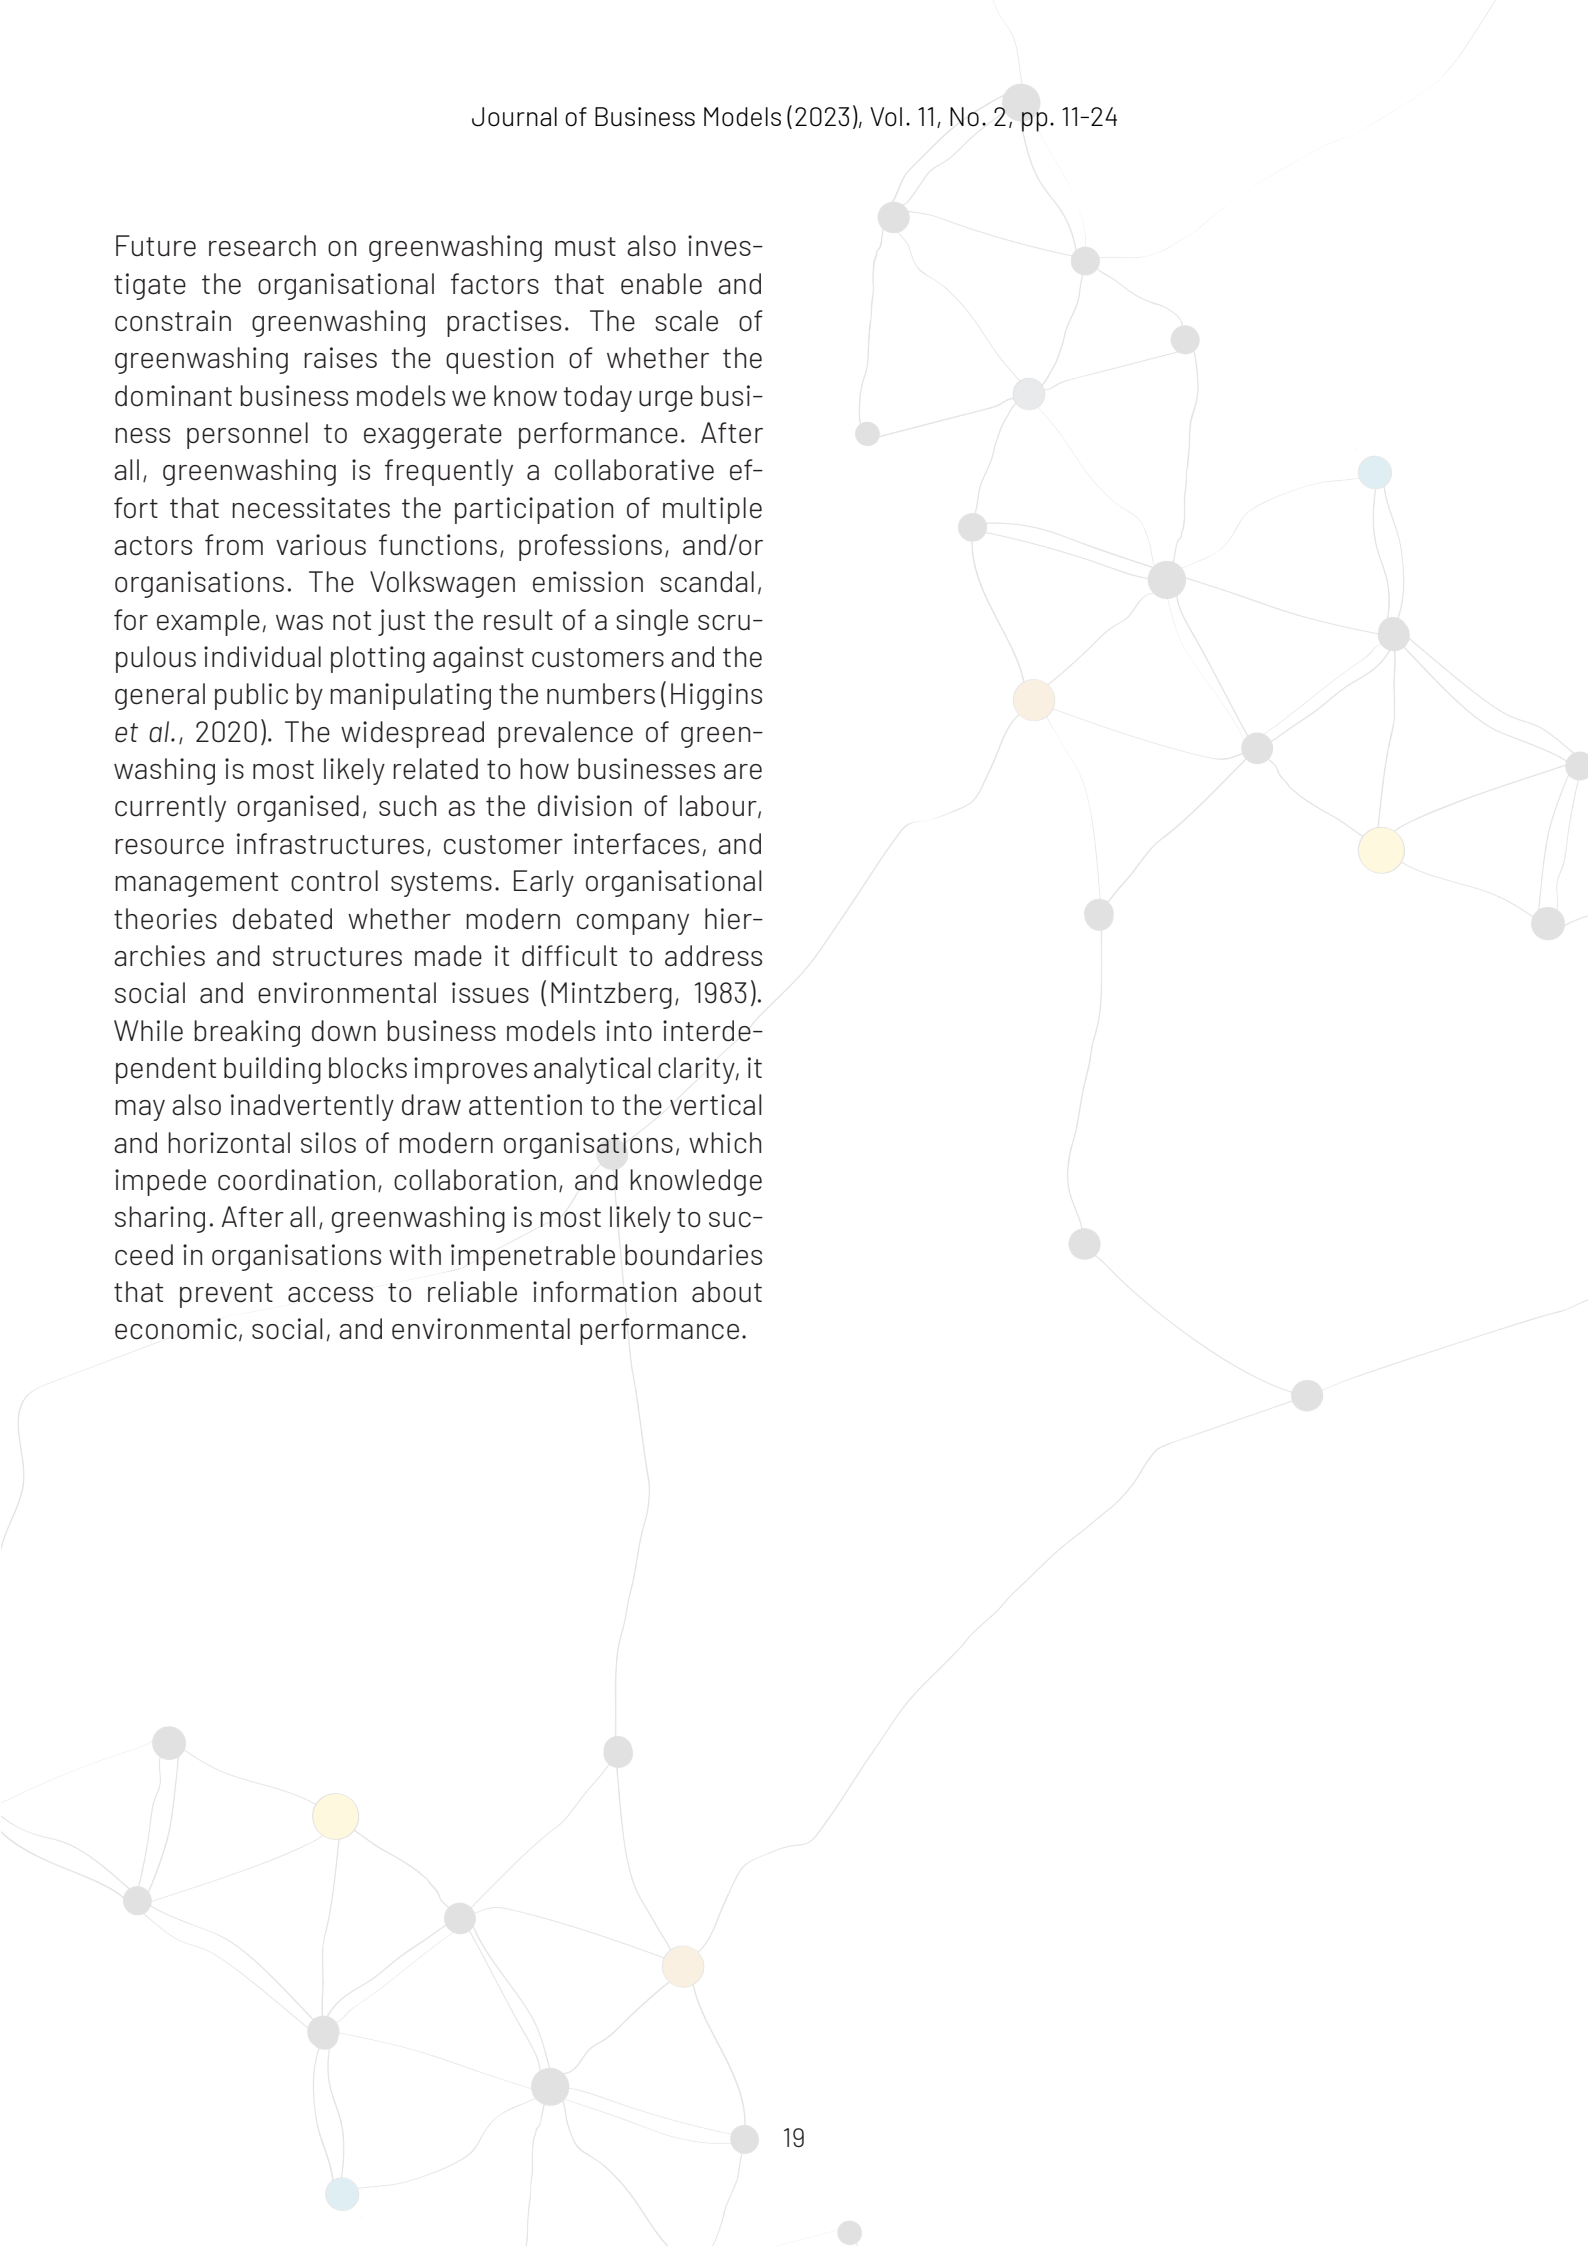 Journal of Business Models (2023), Vol. 11, No. 2, pp. 11-24
Future research on greenwashing must also inves-
tigate the organisational factors that enable and
constrain greenwashing practises. The scale of
greenwashing raises the question of whether the
dominant business models we know today urge busi-
ness personnel to exaggerate performance. After
all, greenwashing is frequently a collaborative ef-
fort that necessitates the participation of multiple
actors from various functions, professions, and/or
organisations. The Volkswagen emission scandal,
for example, was not just the result of a single scru-
pulous individual plotting against customers and the
general public by manipulating the numbers (Higgins
et al., 2020). The widespread prevalence of green-
washing is most likely related to how businesses are
currently organised, such as the division of labour,
resource infrastructures, customer interfaces, and
management control systems. Early organisational
theories debated whether modern company hier-
archies and structures made it difficult to address
social and environmental issues (Mintzberg, 1983).
While breaking down business models into interde-
pendent building blocks improves analytical clarity, it
may also inadvertently draw attention to the vertical
and horizontal silos of modern organisations, which
impede coordination, collaboration, and knowledge
sharing. After all, greenwashing is most likely to suc-
ceed in organisations with impenetrable boundaries
that prevent access to reliable information about
economic, social, and environmental performance.
19